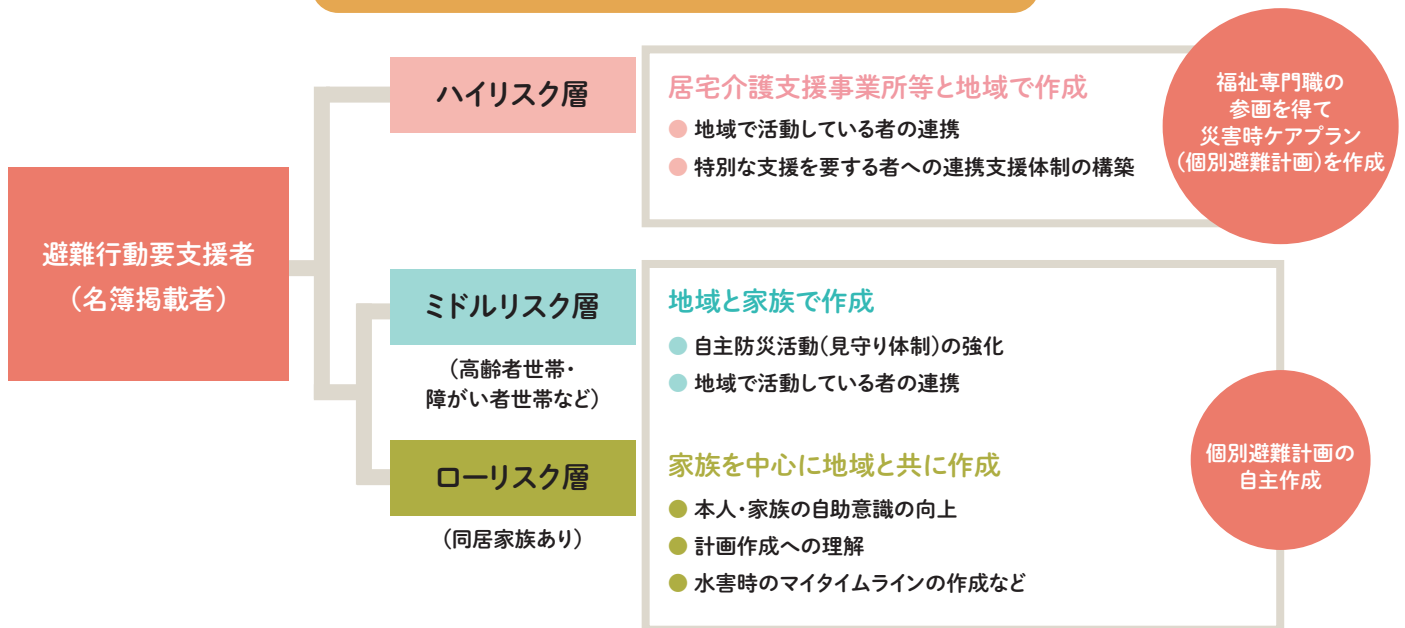 避難行動要支援者
（名簿掲載者）
ハイリスク層
居宅介護支援事業所等と地域で作成
● 地域で活動している者の連携
● 特別な支援を要する者への連携支援体制の構築
福祉専門職の
参画を得て
災害時ケアプラン
（個別避難計画）を作成
ミドルリスク層
（高齢者世帯・
障がい者世帯など）
地域と家族で作成
● 自主防災活動（見守り体制）の強化
● 地域で活動している者の連携
ローリスク層
（同居家族あり）
家族を中心に地域と共に作成
● 本人・家族の自助意識の向上
● 計画作成への理解
● 水害時のマイタイムラインの作成など
個別避難計画の
自主作成